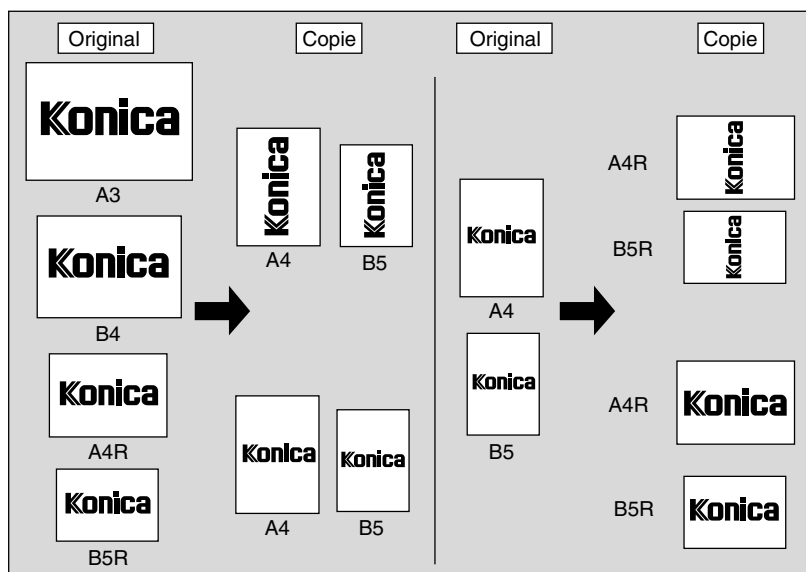 Original
Copie
Original
Copie
Konica
A3
Konica
B4
Konica
A4R
Konica
B5R
Konica
A4
Konica
B5
Konica
A4
Konica
B5
Konica
A4
Konica
B5
A4R
Konica
B5R
Konica
A4R
Konica
B5R
Konica